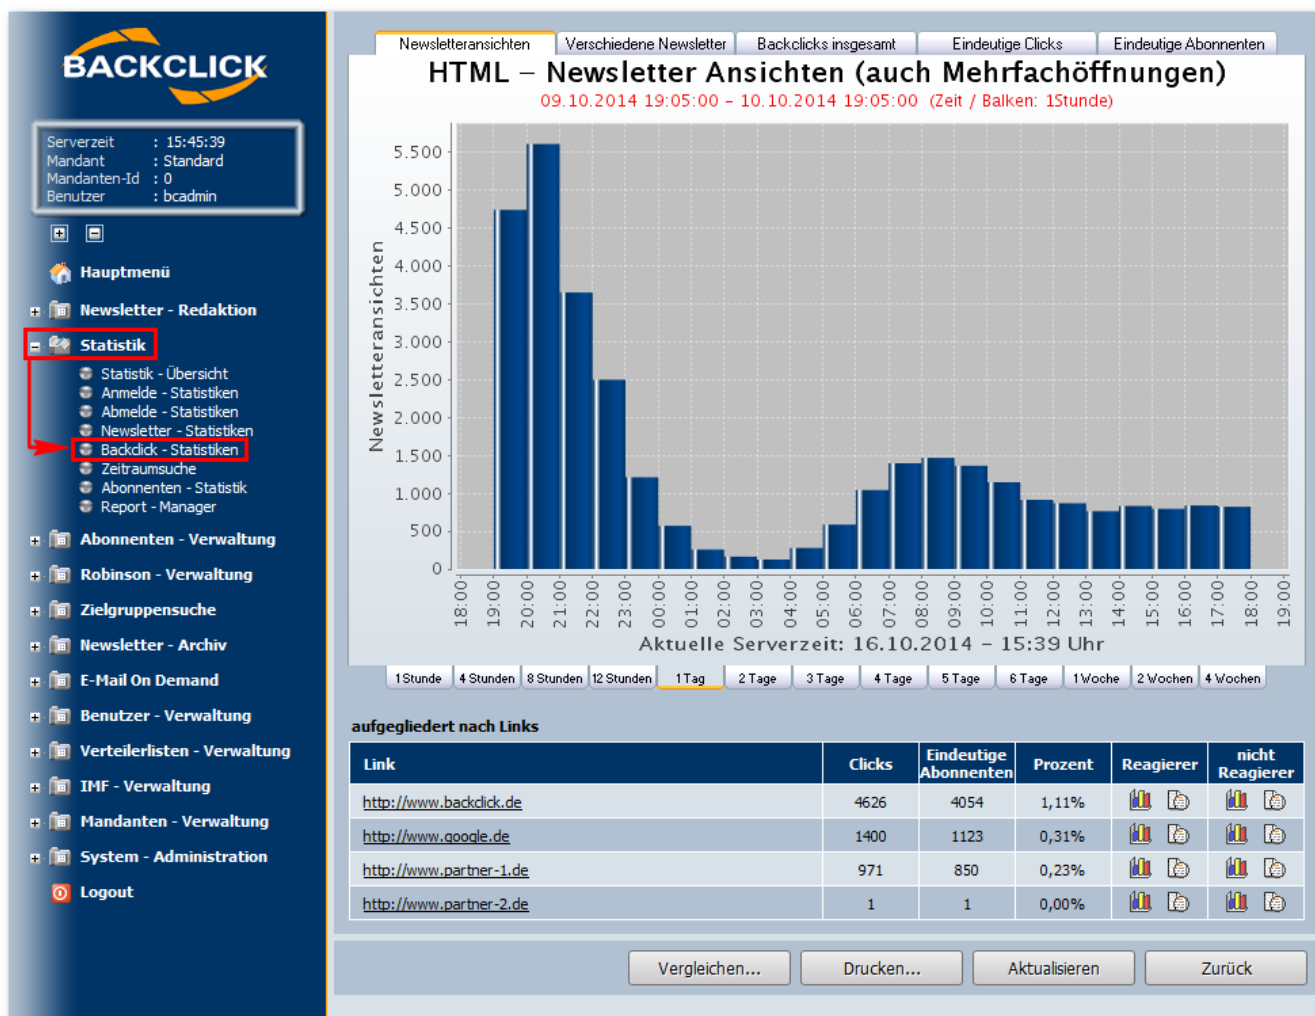 BACKCLICK
Serverzeit : 15:45:39
Mandant : Standard
Mandanten-Id : 0
Benutzer : bcadmin
Hauptmenü
Newsletter - Redaktion
Statistik
Statistik - Übersicht
Anmelde - Statistiken
Abmelde - Statistiken
Newsletter - Statistiken
Backclick - Statistiken
Zeitraumsuche
Abonnenten - Statistik
Report - Manager
Abonnenten - Verwaltung
Robinson - Verwaltung
Zielgruppensuche
Newsletter - Archiv
E-Mail On Demand
Benutzer - Verwaltung
Verteilerlisten - Verwaltung
IMF - Verwaltung
Mandanten - Verwaltung
System - Administration
Logout
Newsletteransichten Verschiedene Newsletter Backclicks insgesamt Eindeutige Clicks Eindeutige Abonnenten
HTML – Newsletter Ansichten (auch Mehrfachöffnungen)
09.10.2014 19:05:00 – 10.10.2014 19:05:00 (Zeit / Balken: 1Stunde)
Newsletteransichten
5.500
5.000
4.500
4.000
3.500
3.000
2.500
2.000
1.500
1.000
500
0
18:00 19:00 20:00 21:00 22:00 23:00 00:00 01:00 02:00 03:00 04:00 05:00 06:00 07:00 08:00 09:00 10:00 11:00 12:00 13:00 14:00 15:00 16:00 17:00 18:00 19:00
Aktuelle Serverzeit: 16.10.2014 – 15:39 Uhr
1 Stunde 4 Stunden 8 Stunden 12 Stunden 1 Tag 2 Tage 3 Tage 4 Tage 5 Tage 6 Tage 1 Woche 2 Wochen 4 Wochen
aufgegliedert nach Links
Link Clicks Eindeutige Abonnenten Prozent Reagierer nicht Reagierer
http://www.backclick.de 4626 4054 1,11%
http://www.google.de 1400 1123 0,31%
http://www.partner-1.de 971 850 0,23%
http://www.partner-2.de 1 1 0,00%
Vergleichen... Drucken... Aktualisieren Zurück